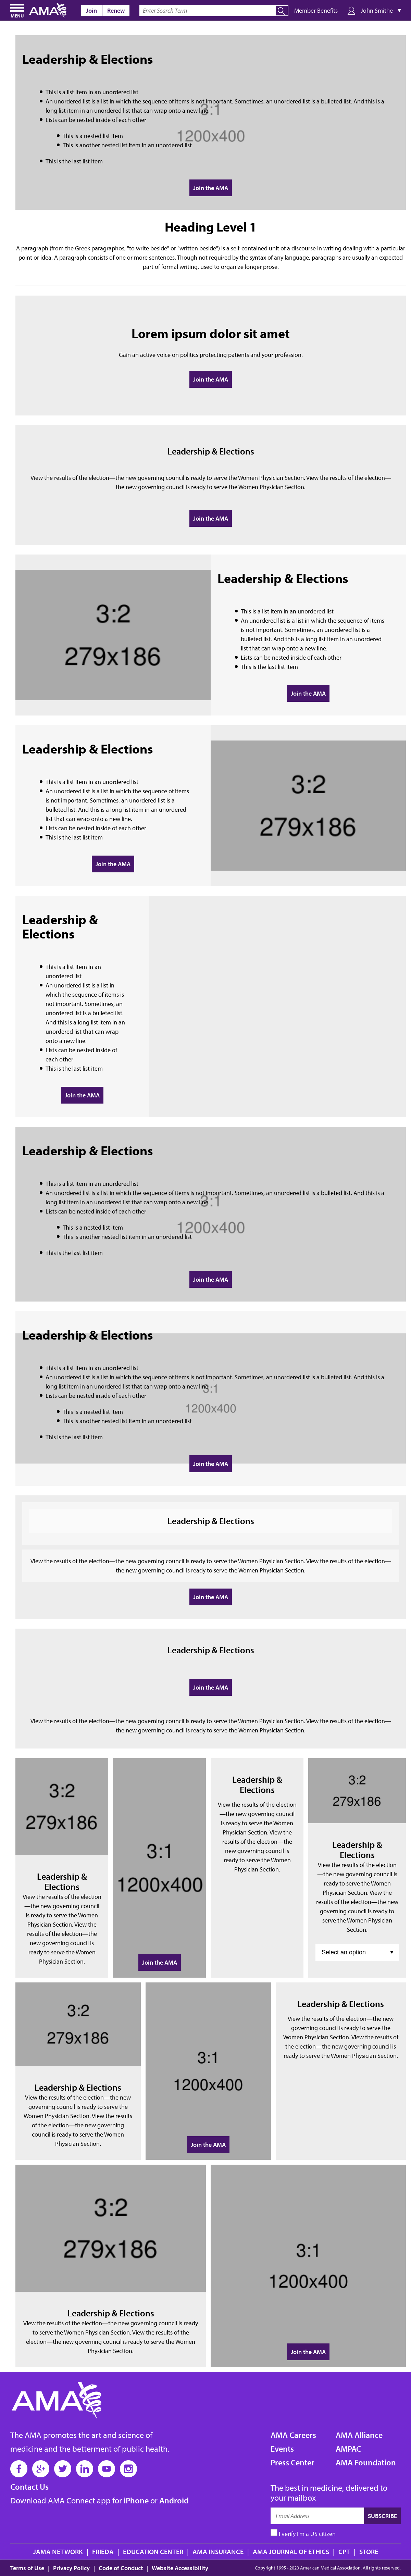 MENU
AMA
Join
Renew
Enter Search Term
Member Benefits
John Smithe
Leadership & Elections
This is a list item in an unordered list
An unordered list is a list in which the sequence of items is not important. Sometimes, an unordered list is a bulleted list. And this is a
long list item in an unordered list that can wrap onto a new line.
Lists can be nested inside of each other
This is a nested list item
This is another nested list item in an unordered list
This is the last list item
3:1
1200x400
Join the AMA
Heading Level 1
A paragraph (from the Greek paragraphos, "to write beside" or "written beside") is a self-contained unit of a discourse in writing dealing with a particular
point or idea. A paragraph consists of one or more sentences. Though not required by the syntax of any language, paragraphs are usually an expected
part of formal writing, used to organize longer prose.
Lorem ipsum dolor sit amet
Gain an active voice on politics protecting patients and your profession.
Join the AMA
Leadership & Elections
View the results of the election—the new governing council is ready to serve the Women Physician Section. View the results of the election—
the new governing council is ready to serve the Women Physician Section.
Join the AMA
3:2
279x186
Leadership & Elections
This is a list item in an unordered list
An unordered list is a list in which the sequence of items
is not important. Sometimes, an unordered list is a
bulleted list. And this is a long list item in an unordered
list that can wrap onto a new line.
Lists can be nested inside of each other
This is the last list item
Join the AMA
Leadership & Elections
This is a list item in an unordered list
An unordered list is a list in which the sequence of items
is not important. Sometimes, an unordered list is a
bulleted list. And this is a long list item in an unordered
list that can wrap onto a new line.
Lists can be nested inside of each other
This is the last list item
Join the AMA
3:2
279x186
Leadership &
Elections
This is a list item in an
unordered list
An unordered list is a list in
which the sequence of items
is not important. Sometimes, an
unordered list is a bulleted list.
And this is a long list item in an
unordered list that can wrap
onto a new line.
Lists can be nested inside of
each other
This is the last list item
Join the AMA
Leadership & Elections
This is a list item in an unordered list
An unordered list is a list in which the sequence of items is not important. Sometimes, an unordered list is a bulleted list. And this is a
long list item in an unordered list that can wrap onto a new line.
Lists can be nested inside of each other
This is a nested list item
This is another nested list item in an unordered list
This is the last list item
3:1
1200x400
Join the AMA
Leadership & Elections
This is a list item in an unordered list
An unordered list is a list in which the sequence of items is not important. Sometimes, an unordered list is a bulleted list. And this is a
long list item in an unordered list that can wrap onto a new line.
Lists can be nested inside of each other
This is a nested list item
This is another nested list item in an unordered list
This is the last list item
3:1
1200x400
Join the AMA
Leadership & Elections
View the results of the election—the new governing council is ready to serve the Women Physician Section. View the results of the election—
the new governing council is ready to serve the Women Physician Section.
Join the AMA
Leadership & Elections
Join the AMA
View the results of the election—the new governing council is ready to serve the Women Physician Section. View the results of the election—
the new governing council is ready to serve the Women Physician Section.
3:2
279x186
Leadership &
Elections
View the results of the election
—the new governing council
is ready to serve the Women
Physician Section. View the
results of the election—the
new governing council is
ready to serve the Women
Physician Section.
3:1
1200x400
Join the AMA
Leadership &
Elections
View the results of the election
—the new governing council
is ready to serve the Women
Physician Section. View the
results of the election—the
new governing council is
ready to serve the Women
Physician Section.
3:2
279x186
Leadership &
Elections
View the results of the election
—the new governing council is
ready to serve the Women
Physician Section. View the
results of the election—the new
governing council is ready to
serve the Women Physician
Section.
Select an option
3:2
279x186
Leadership & Elections
View the results of the election—the new
governing council is ready to serve the
Women Physician Section. View the results
of the election—the new governing
council is ready to serve the Women
Physician Section.
3:1
1200x400
Join the AMA
Leadership & Elections
View the results of the election—the new
governing council is ready to serve the
Women Physician Section. View the results of
the election—the new governing council is
ready to serve the Women Physician Section.
3:2
279x186
Leadership & Elections
View the results of the election—the new governing council is ready
to serve the Women Physician Section. View the results of the
election—the new governing council is ready to serve the Women
Physician Section.
3:1
1200x400
Join the AMA
AMA
The AMA promotes the art and science of
medicine and the betterment of public health.
Contact Us
Download AMA Connect app for iPhone or Android
AMA Careers
AMA Alliance
Events
AMPAC
Press Center
AMA Foundation
The best in medicine, delivered to
your mailbox
Email Address
SUBSCRIBE
I verify I'm a US citizen
JAMA NETWORK | FRIEDA | EDUCATION CENTER | AMA INSURANCE | AMA JOURNAL OF ETHICS | CPT | STORE
Terms of Use | Privacy Policy | Code of Conduct | Website Accessibility
Copyright 1995 - 2020 American Medical Association. All rights reserved.